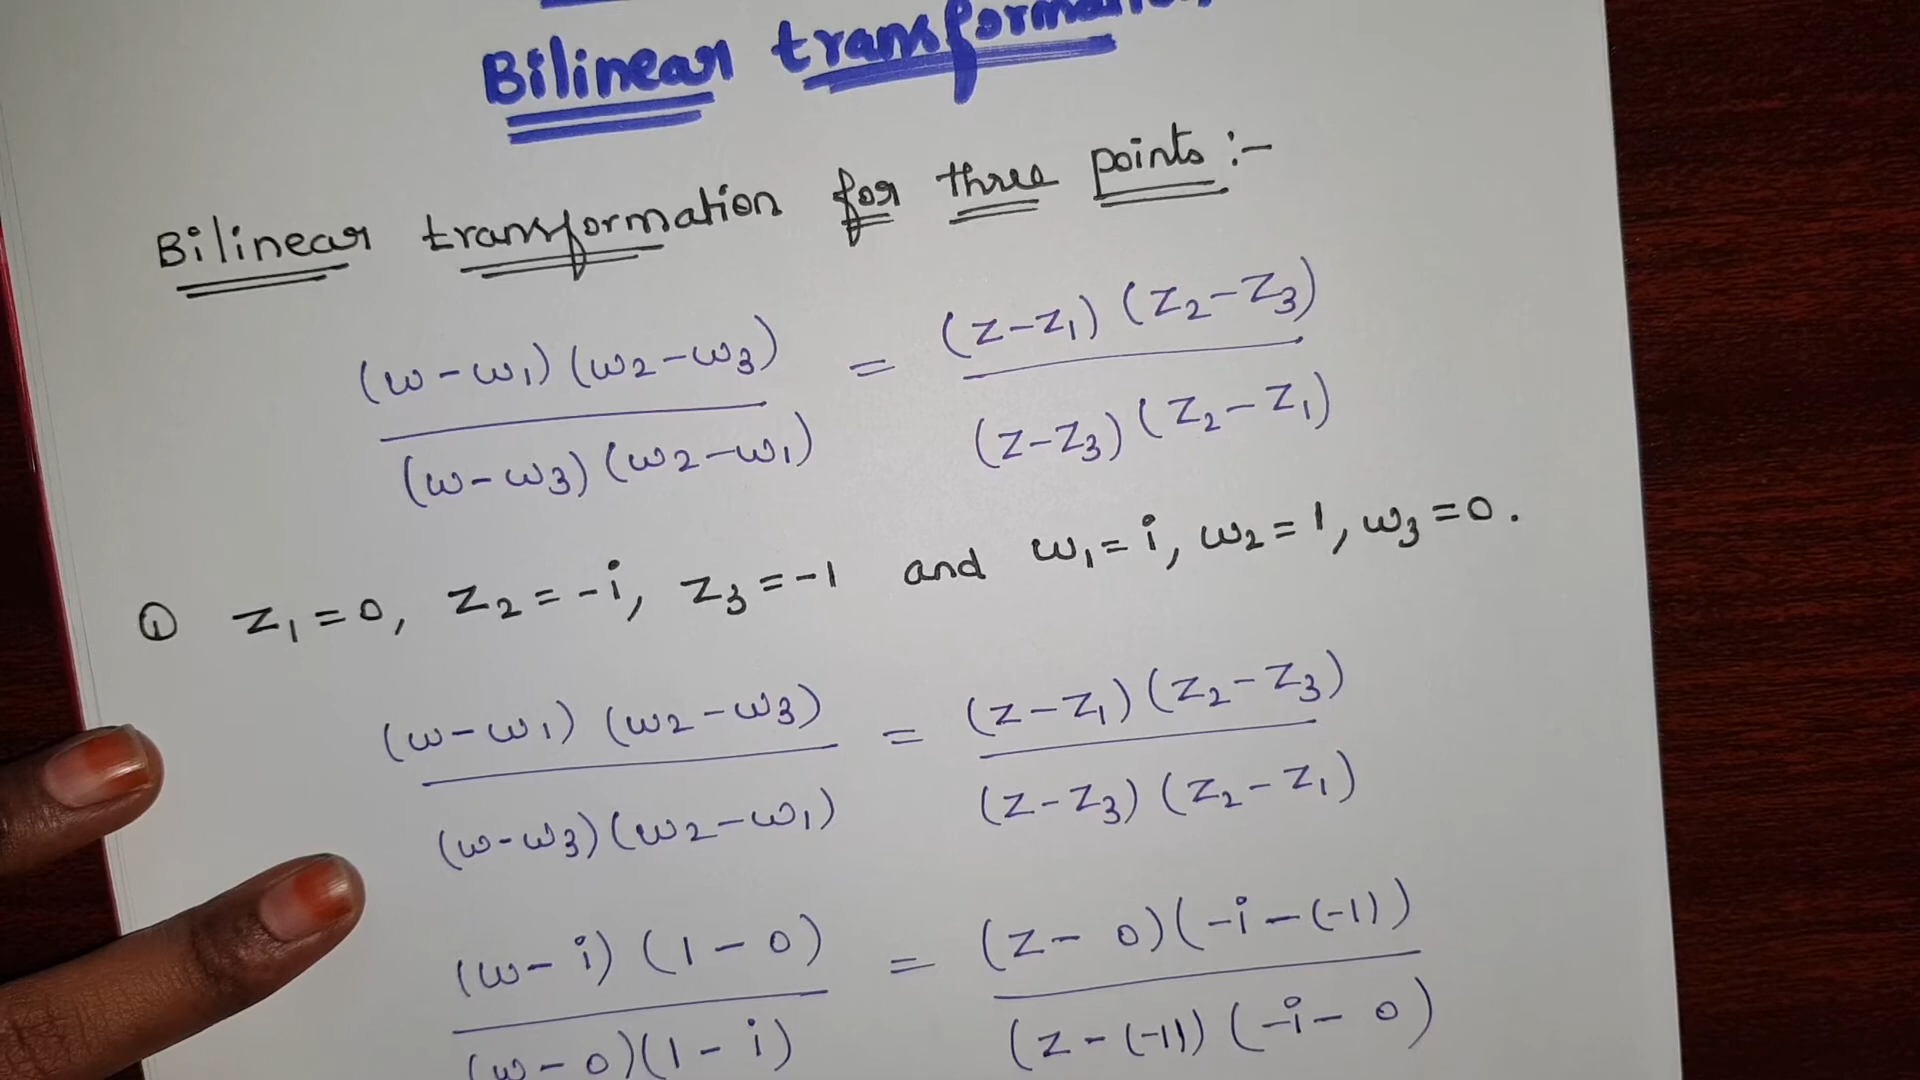 Bilinear transformation
Bilinear transformation for three points :-
(w-w₁)(w₂-w₃) = (z-z₁)(z₂-z₃)
(w-w₃)(w₂-w₁) (z-z₃)(z₂-z₁)
① z₁=0, z₂=-i, z₃=-1 and w₁=i, w₂=1, w₃=0.
(w-w₁)(w₂-w₃) = (z-z₁)(z₂-z₃)
(w-w₃)(w₂-w₁) (z-z₃)(z₂-z₁)
(w-i)(1-0) = (z-0)(-i-(-1))
(w-0)(1-i) (z-(-1))(-i-0)